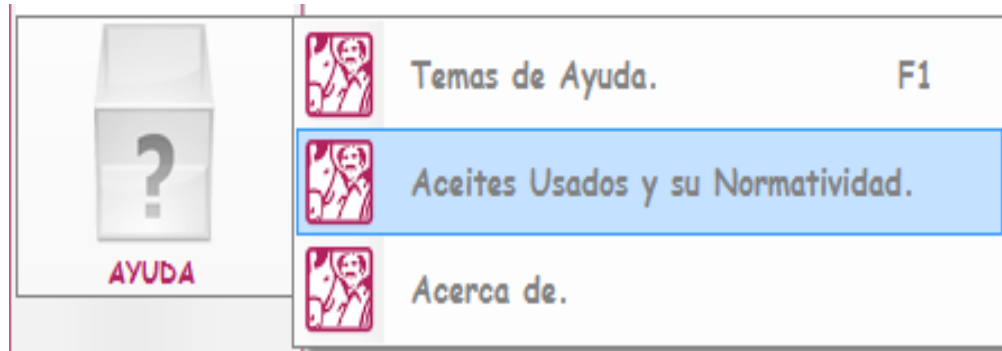 Temas de Ayuda. F1
?
Aceites Usados y su Normatividad.
AYUDA
Acerca de.